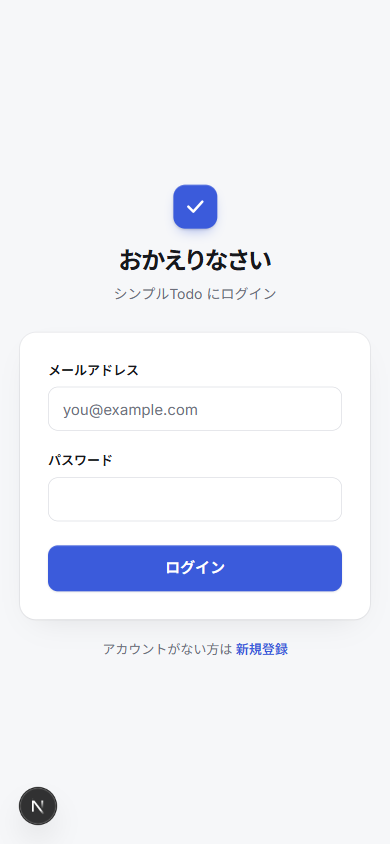 おかえりなさい
シンプルTodo にログイン
メールアドレス
you@example.com
パスワード
ログイン
アカウントがない方は 新規登録
N